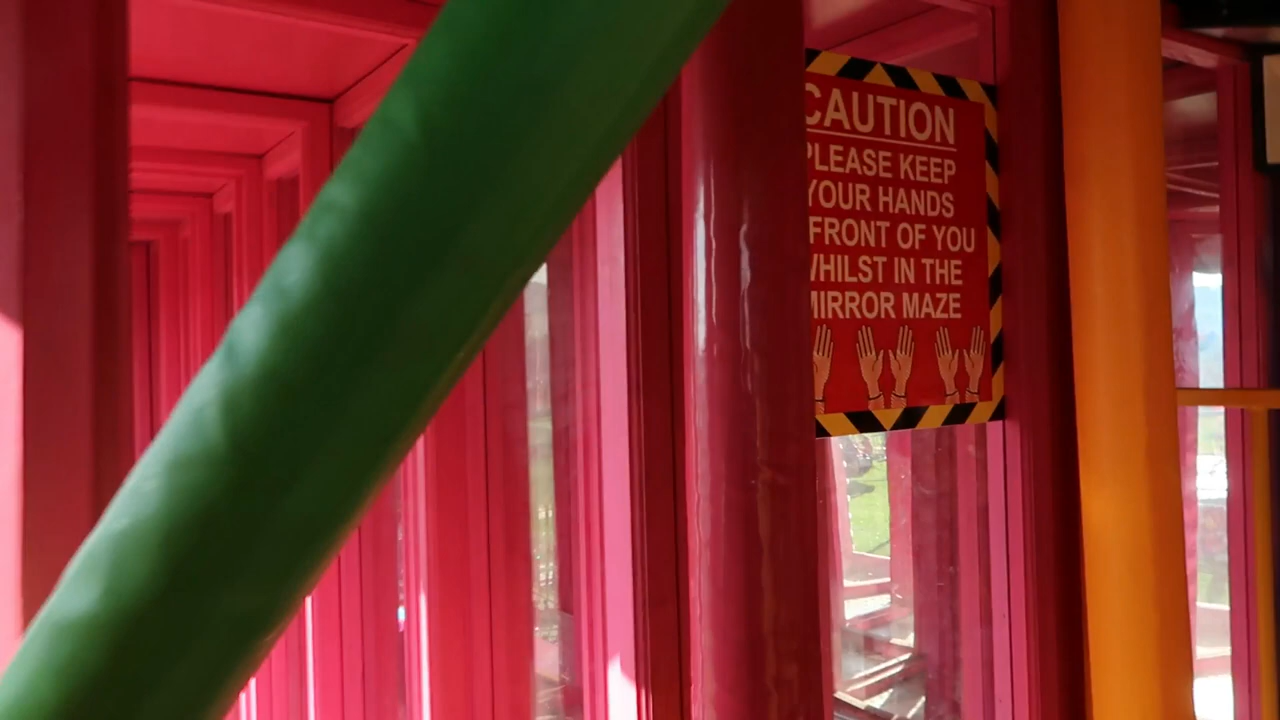 CAUTION
PLEASE KEEP
YOUR HANDS
FRONT OF YOU
WHILST IN THE
MIRROR MAZE